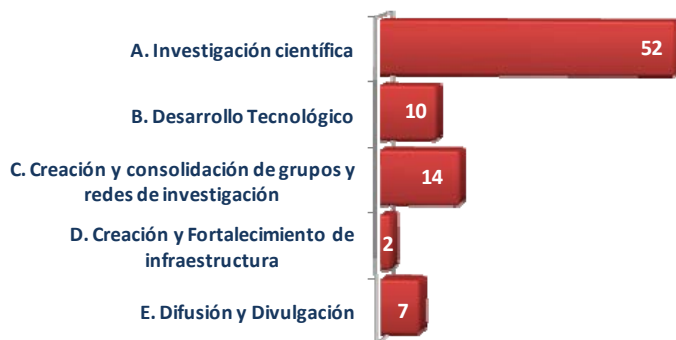 A. Investigación científica
52
B. Desarrollo Tecnológico
10
C. Creación y consolidación de grupos y
redes de investigación
14
D. Creación y Fortalecimiento de
infraestructura
2
E. Difusión y Divulgación
7